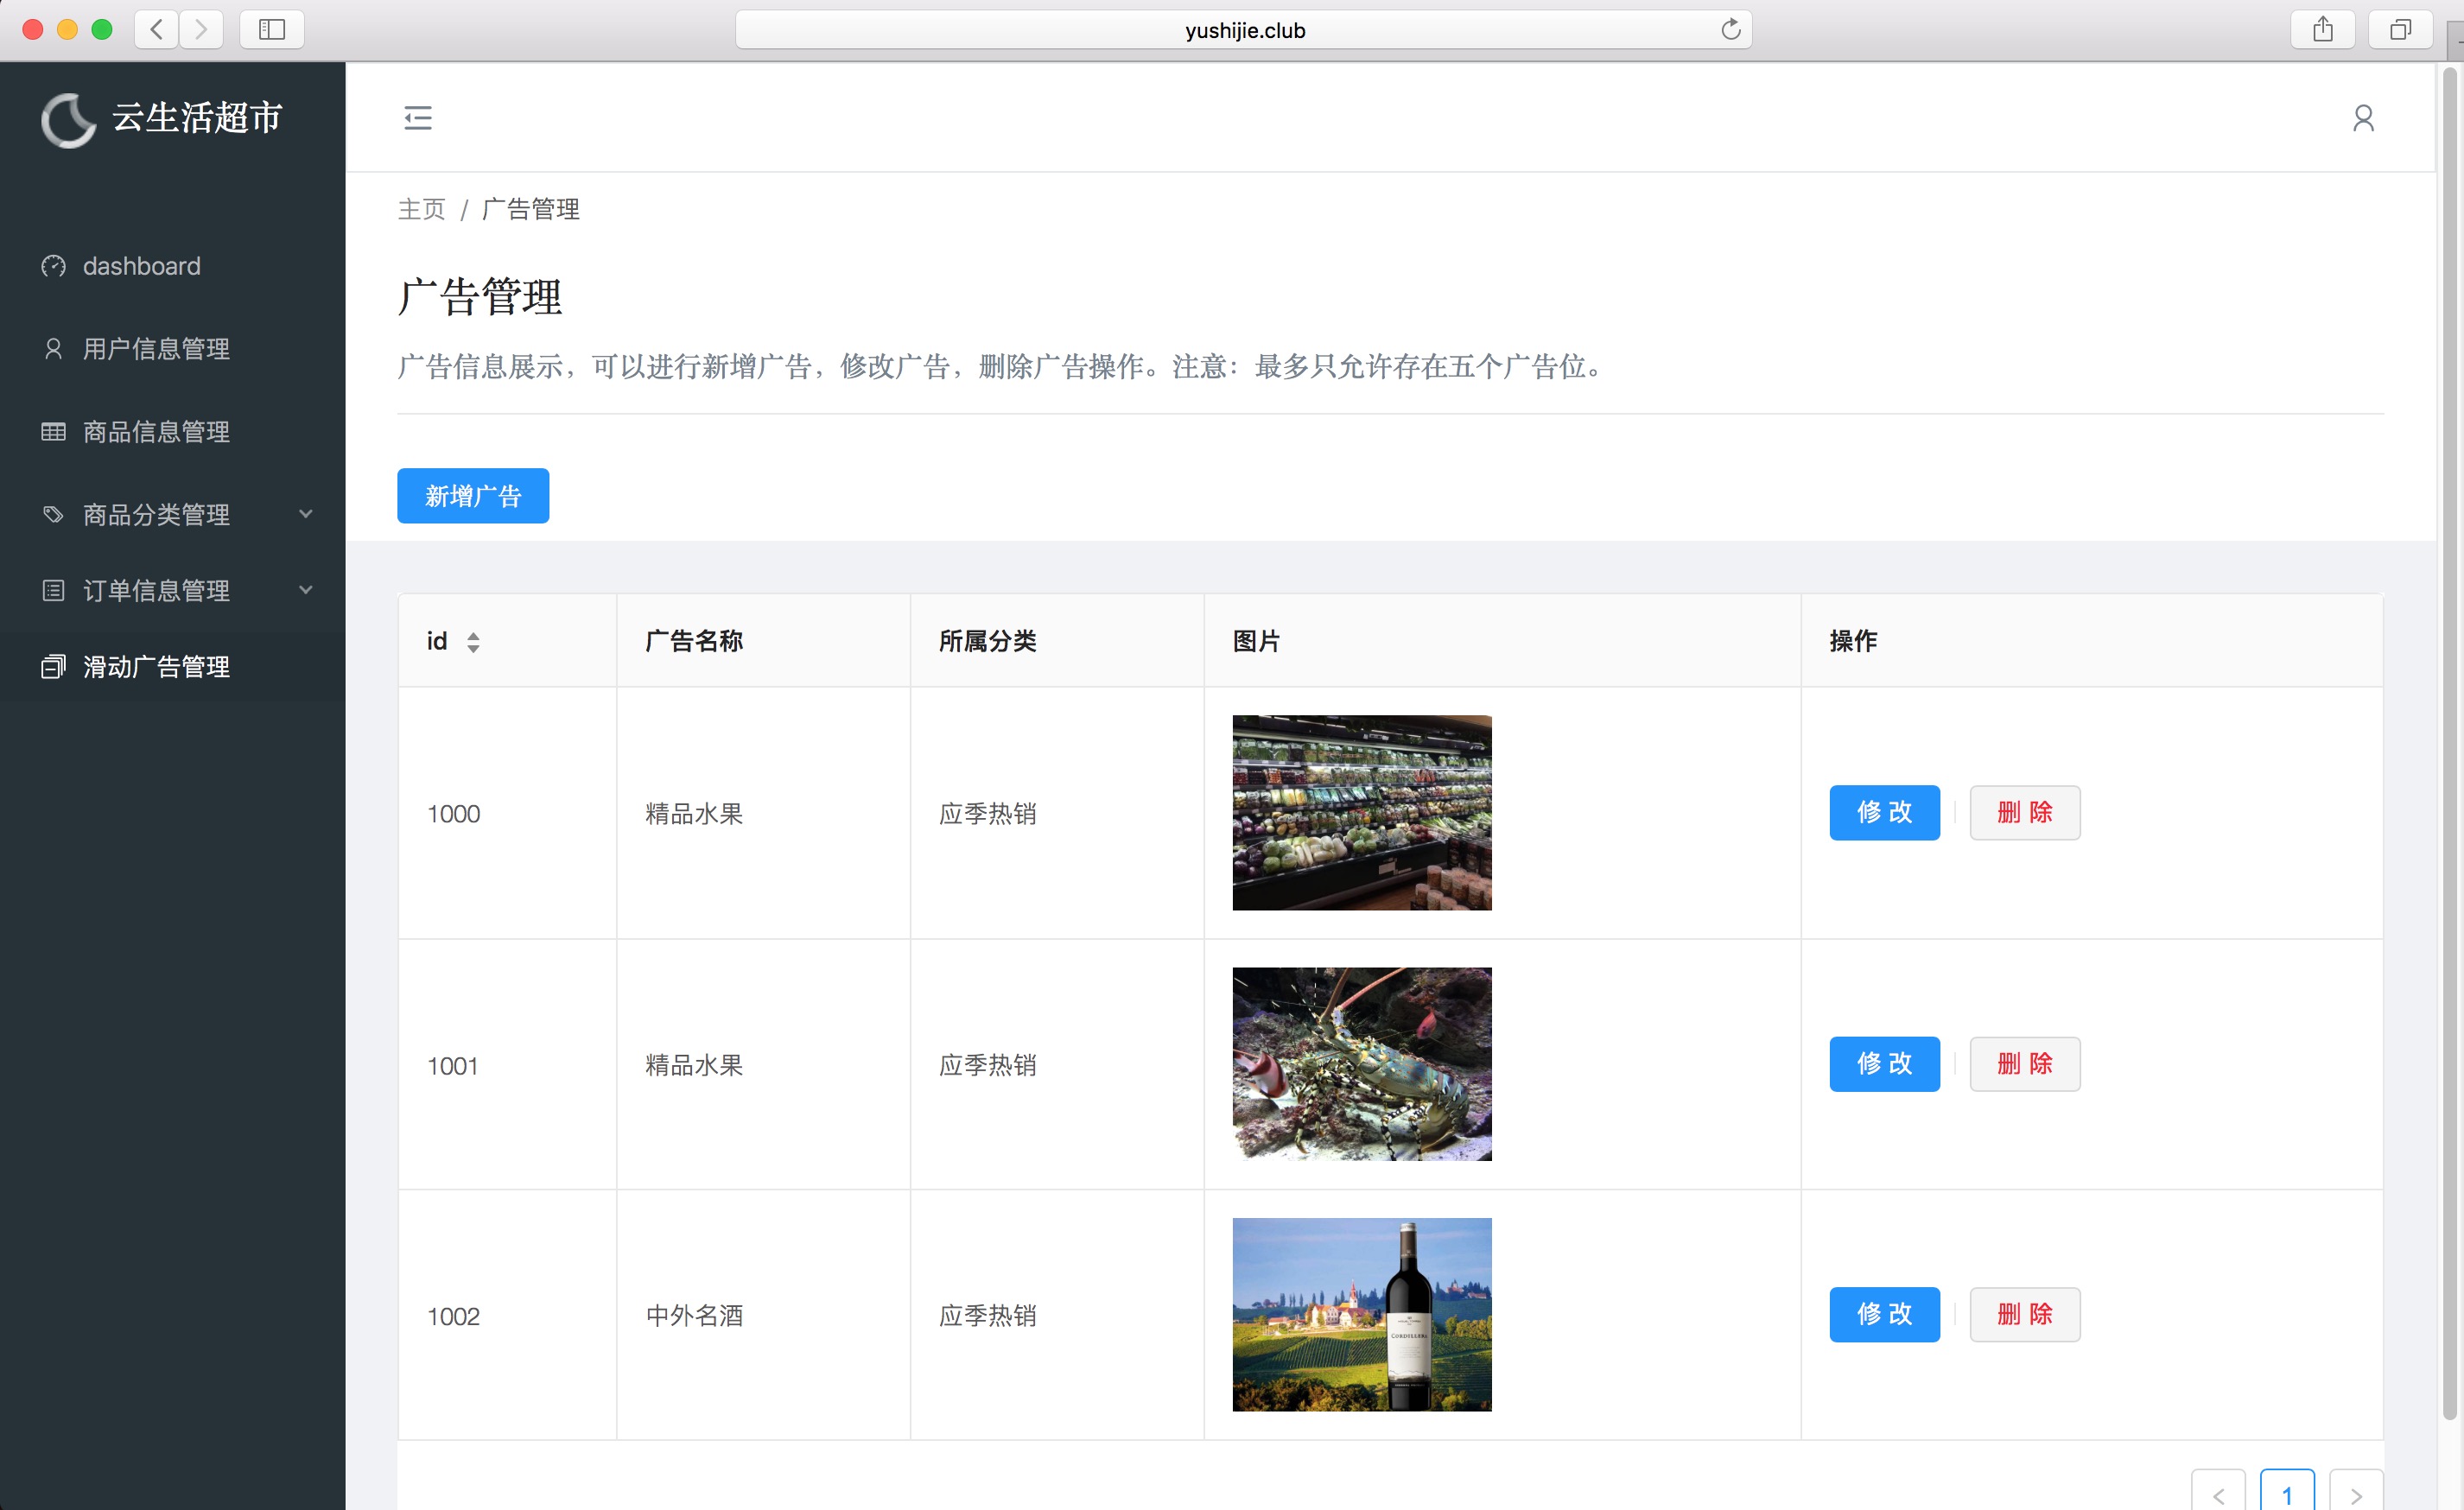 yushijie.club
云生活超市
dashboard
用户信息管理
商品信息管理
商品分类管理
订单信息管理
滑动广告管理
主页 / 广告管理
广告管理
广告信息展示，可以进行新增广告，修改广告，删除广告操作。注意：最多只允许存在五个广告位。
新增广告
id 广告名称 所属分类 图片 操作
1000 精品水果 应季热销 修 改 删 除
1001 精品水果 应季热销 修 改 删 除
1002 中外名酒 应季热销 修 改 删 除
CORDILLERA
1